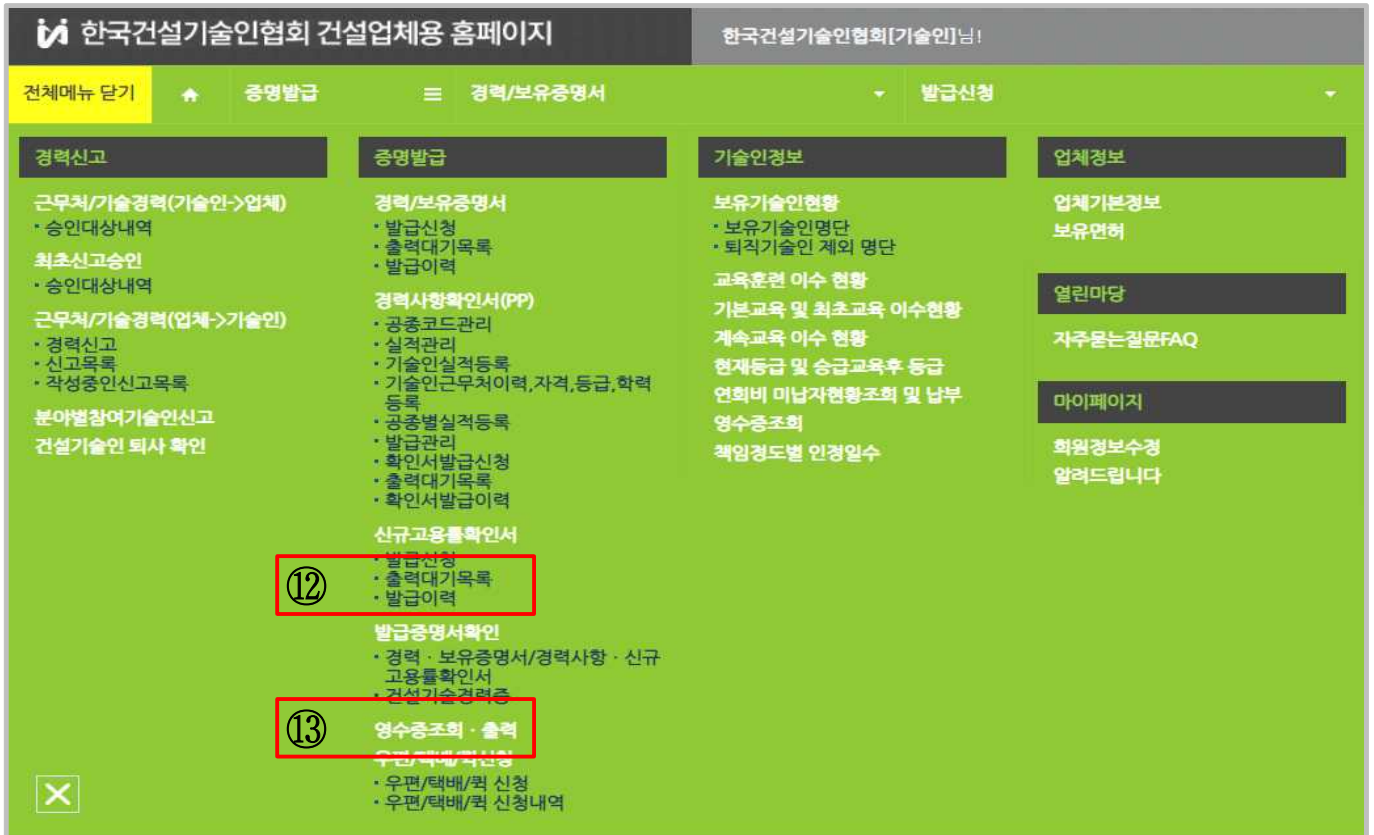 한국건설기술인협회 건설업체용 홈페이지
한국건설기술인협회[기술인]님!
전체메뉴 닫기
증명발급
경력/보유증명서
발급신청
경력신고
근무처/기술경력(기술인->업체)
· 승인대상내역
최초신고승인
· 승인대상내역
근무처/기술경력(업체->기술인)
· 경력신고
· 신고목록
· 작성중인신고목록
분야별참여기술인신고
건설기술인 퇴사 확인
증명발급
경력/보유증명서
· 발급신청
· 출력대기목록
· 발급이력
경력사항확인서(PP)
· 공종코드관리
· 실적관리
· 기술인실적등록
· 기술인근무처이력,자격,등급,학력
등록
· 공종별실적등록
· 발급관리
· 확인서발급신청
· 출력대기목록
· 확인서발급이력
신규고용률확인서
· 발급신청
⑫
· 출력대기목록
· 발급이력
발급증명서확인
· 경력 · 보유증명서/경력사항 · 신규
고용률확인서
· 건설기술경력증
⑬
영수증조회 · 출력
우편/택배/퀵신청
· 우편/택배/퀵 신청
· 우편/택배/퀵 신청내역
기술인정보
보유기술인현황
· 보유기술인명단
· 퇴직기술인 제외 명단
교육훈련 이수 현황
기본교육 및 최초교육 이수현황
계속교육 이수 현황
현재등급 및 승급교육후 등급
연회비 미납자현황조회 및 납부
영수증조회
책임정도별 인정일수
업체정보
업체기본정보
보유면허
열린마당
자주묻는질문FAQ
마이페이지
회원정보수정
알려드립니다